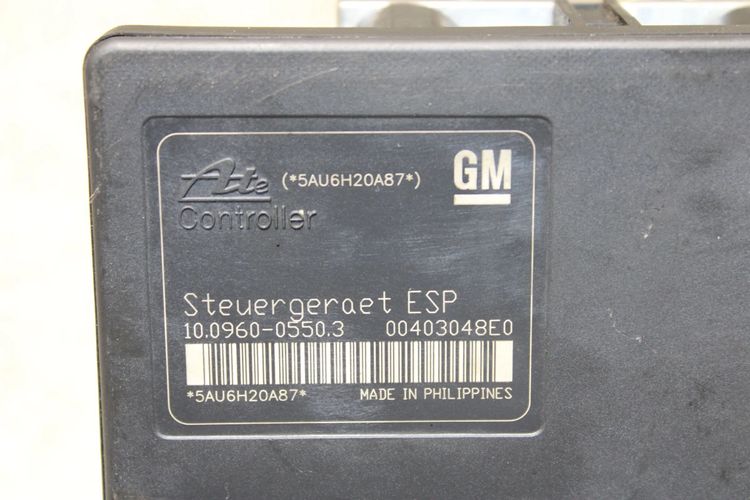 Ate (*5AU6H20A87*) GM
Controller
Steuergeraet ESP
10.0960-0550.3 00403048E0
*5AU6H20A87* MADE IN PHILIPPINES